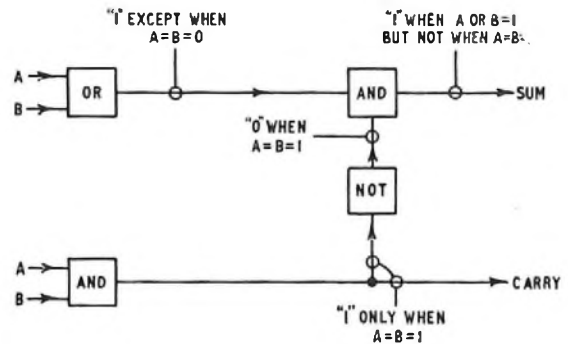 "1" EXCEPT WHEN
A=B=0
"1" WHEN A OR B=1
BUT NOT WHEN A=B
A
B
OR
AND
SUM
"0" WHEN
A=B=1
NOT
A
B
AND
CARRY
"1" ONLY WHEN
A=B=1